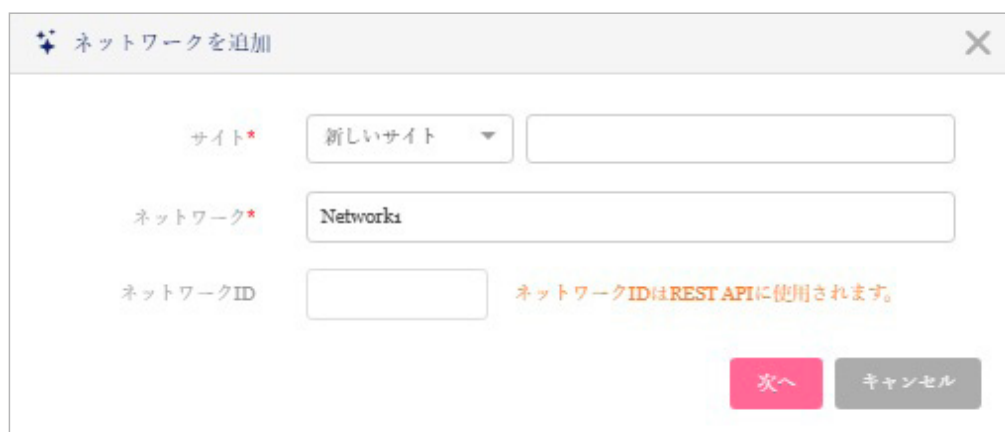 ネットワークを追加
サイト* 新しいサイト
ネットワーク* Network1
ネットワークID ネットワークIDはREST APIに使用されます。
次へ キャンセル